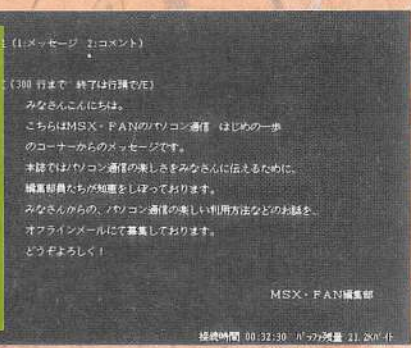 (1:メッセージ 2:コメント)
(300 行まで 終了は行頭で/E)
みなさんこんにちは。
こちらはMSX・FANのパソコン通信 はじめの一歩
のコーナーからのメッセージです。
本誌ではパソコン通信の楽しさをみなさんに伝えるために、
編集部員たちが知恵をしぼっております。
みなさんからの、パソコン通信の楽しい利用方法などのお話を、
オフラインメールにて募集しております。
どうぞよろしく!
MSX・FAN編集部
接続時間 00:32:30 バッファ残量 21.2Kバイト